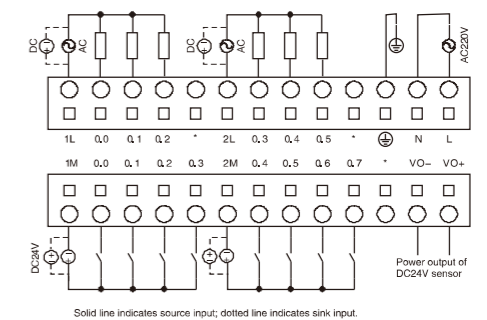 DC AC DC AC AC220V
1L 0.0 0.1 0.2 * 2L 0.3 0.4 0.5 * N L
1M 0.0 0.1 0.2 0.3 2M 0.4 0.5 0.6 0.7 * VO- VO+
DC24V
Power output of
DC24V sensor
Solid line indicates source input; dotted line indicates sink input.